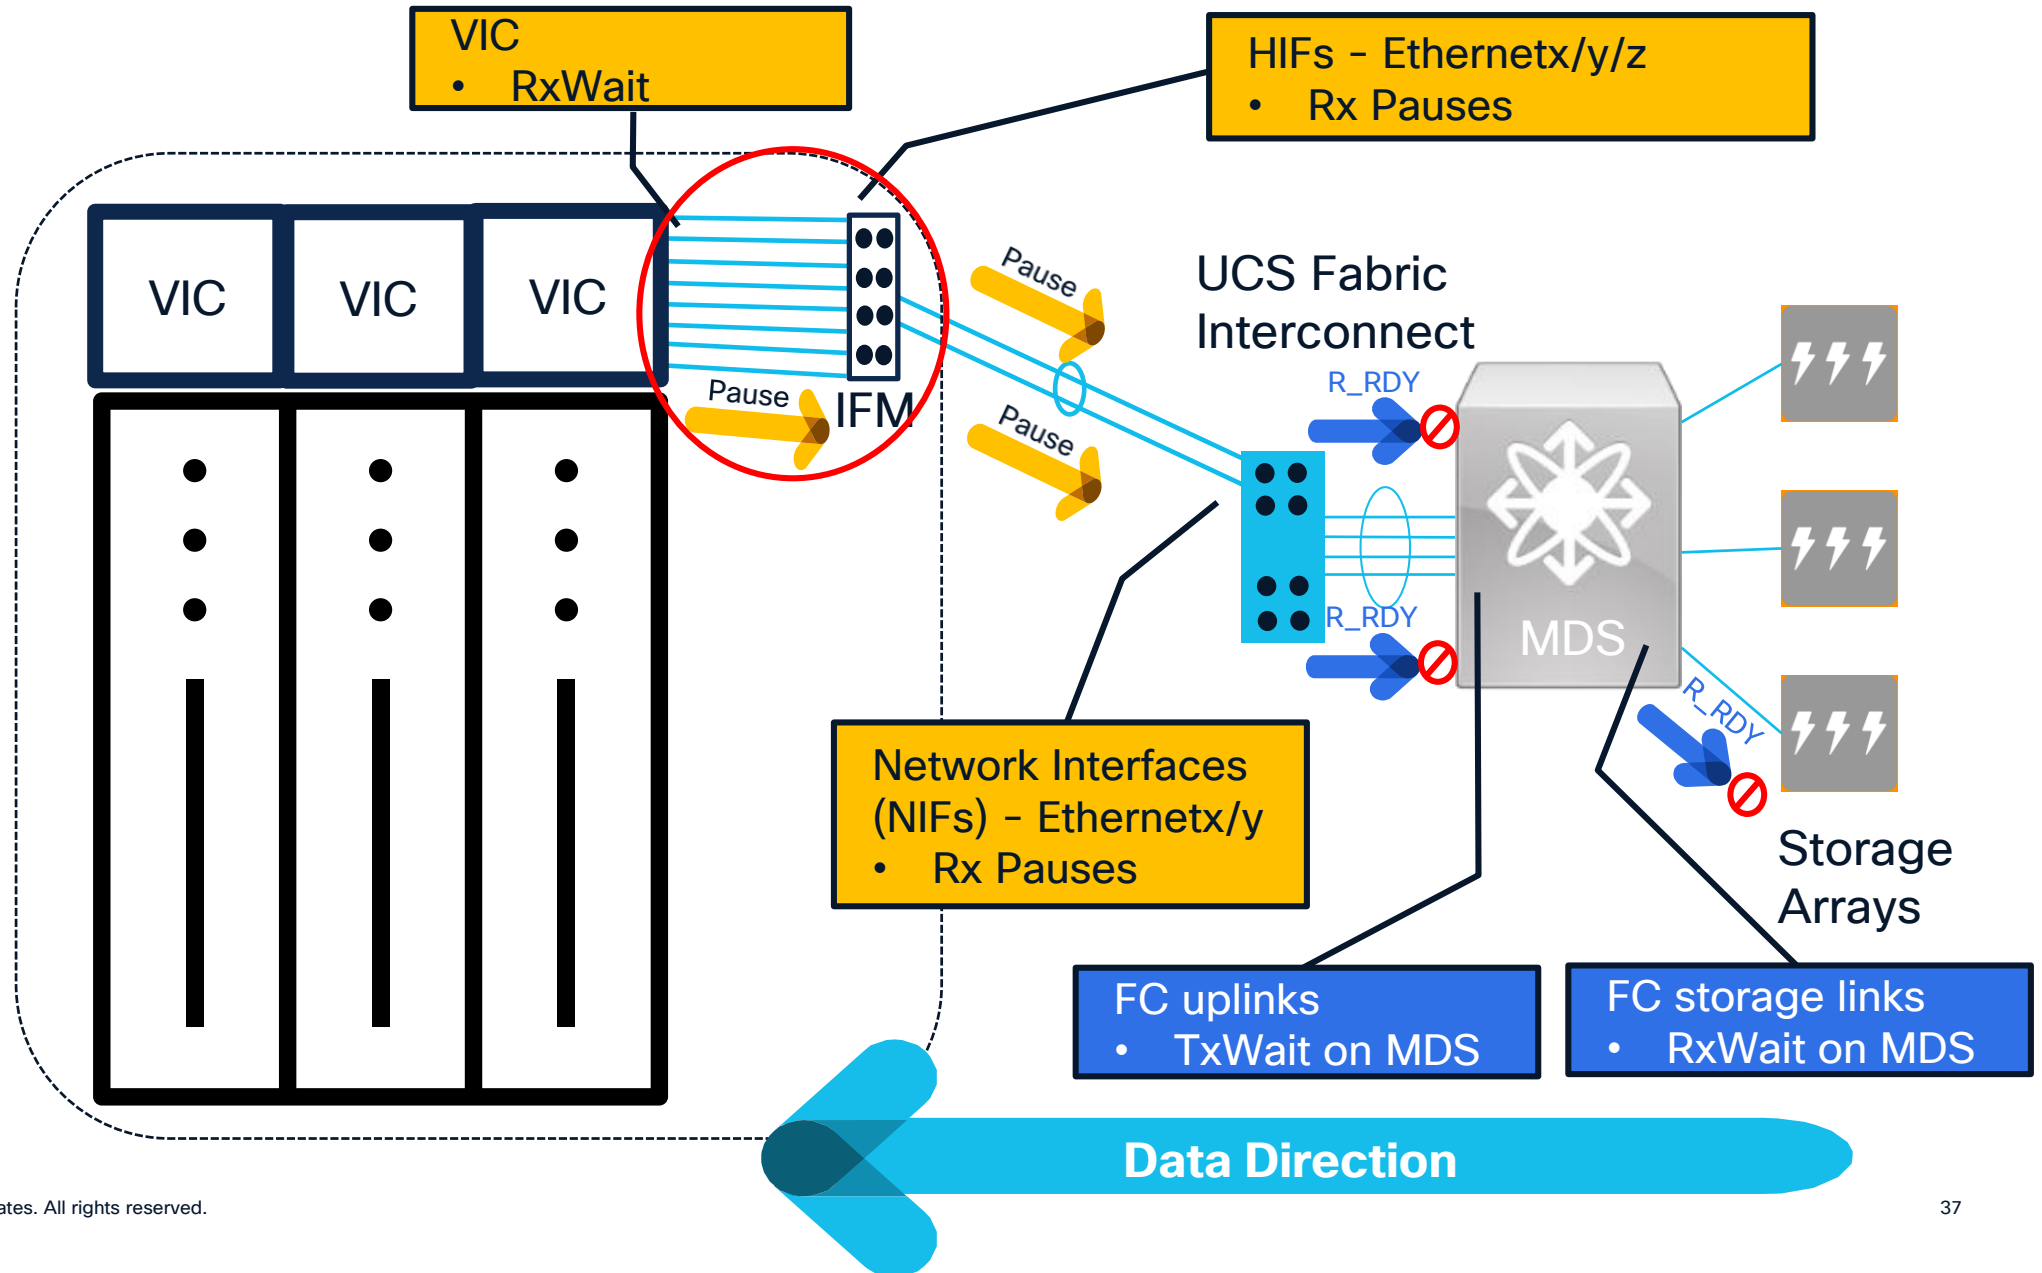 VIC
• RxWait
HIFs - Ethernetx/y/z
• Rx Pauses
VIC
VIC
VIC
Pause
IFM
Pause
Pause
UCS Fabric
Interconnect
R_RDY
R_RDY
MDS
R_RDY
Network Interfaces
(NIFs) - Ethernetx/y
• Rx Pauses
Storage
Arrays
FC uplinks
• TxWait on MDS
FC storage links
• RxWait on MDS
Data Direction
ates. All rights reserved.
37